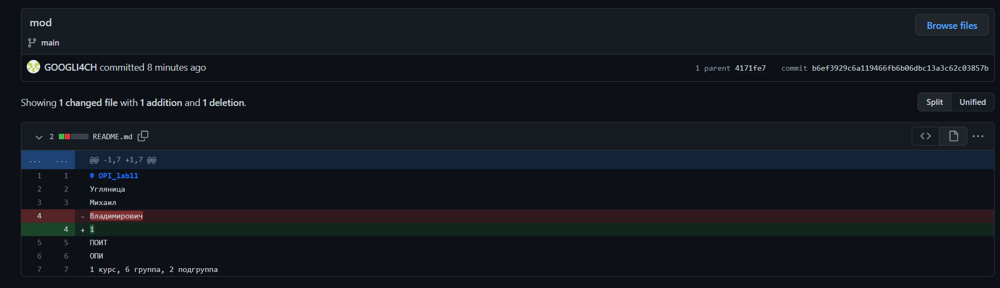 mod
Browse files
main
GOOGLI4CH committed 8 minutes ago
1 parent 4171fe7 commit b6ef3929c6a119466fb6b06dbc13a3c62c03857b
Showing 1 changed file with 1 addition and 1 deletion.
Split Unified
2 README.md
... ... @@ -1,7 +1,7 @@
1 1 # OPI_lab11
2 2 Угляница
3 3 Михаил
4 - Владимирович
4 + 1
5 5 ПОИТ
6 6 ОПИ
7 7 1 курс, 6 группа, 2 подгруппа